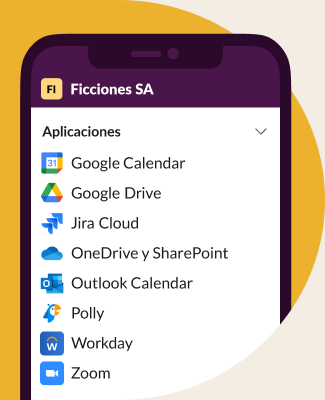 FI Ficciones SA
Aplicaciones
31 Google Calendar
Google Drive
Jira Cloud
OneDrive y SharePoint
O Outlook Calendar
Polly
W Workday
Zoom